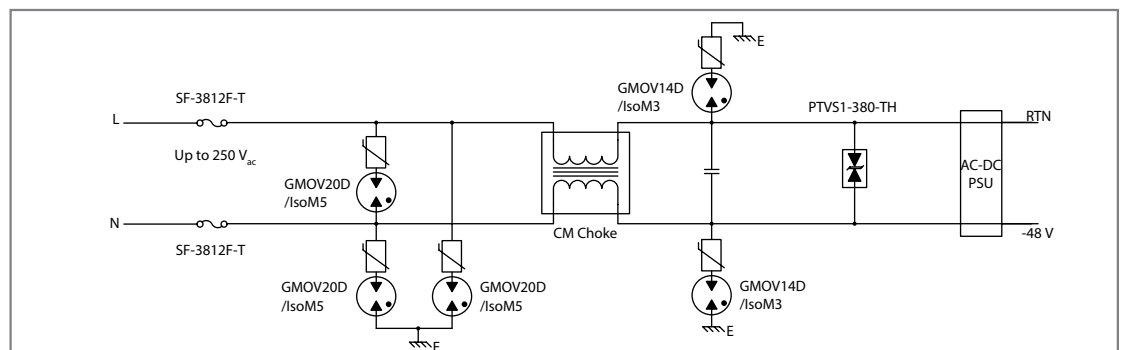 E
GMOV14D
/IsoM3
SF-3812F-T
PTVS1-380-TH
L
RTN
Up to 250 Vac
AC-DC
PSU
GMOV20D
/IsoM5
N
-48 V
CM Choke
SF-3812F-T
GMOV20D
/IsoM5
GMOV20D
/IsoM5
GMOV14D
/IsoM3
E
E